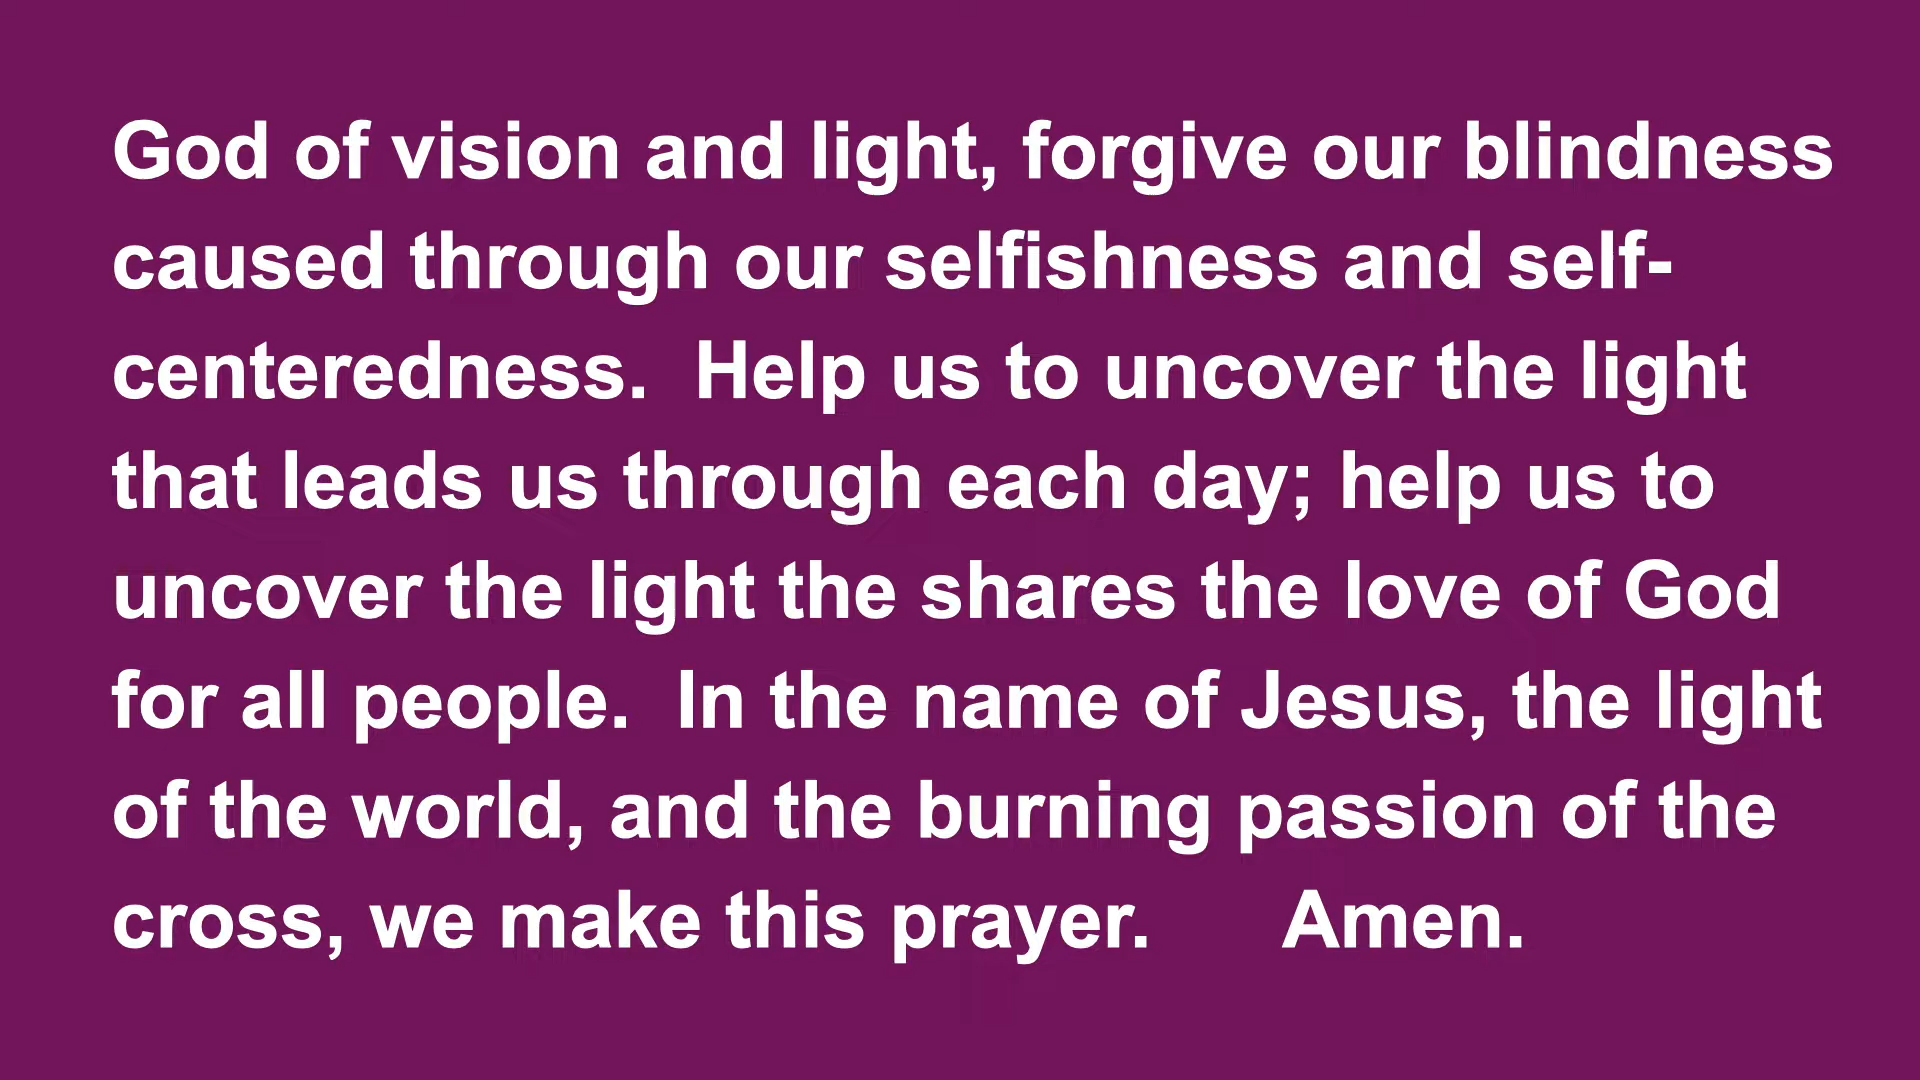 God of vision and light, forgive our blindness
caused through our selfishness and self-
centeredness.  Help us to uncover the light
that leads us through each day; help us to
uncover the light the shares the love of God
for all people.  In the name of Jesus, the light
of the world, and the burning passion of the
cross, we make this prayer.      Amen.